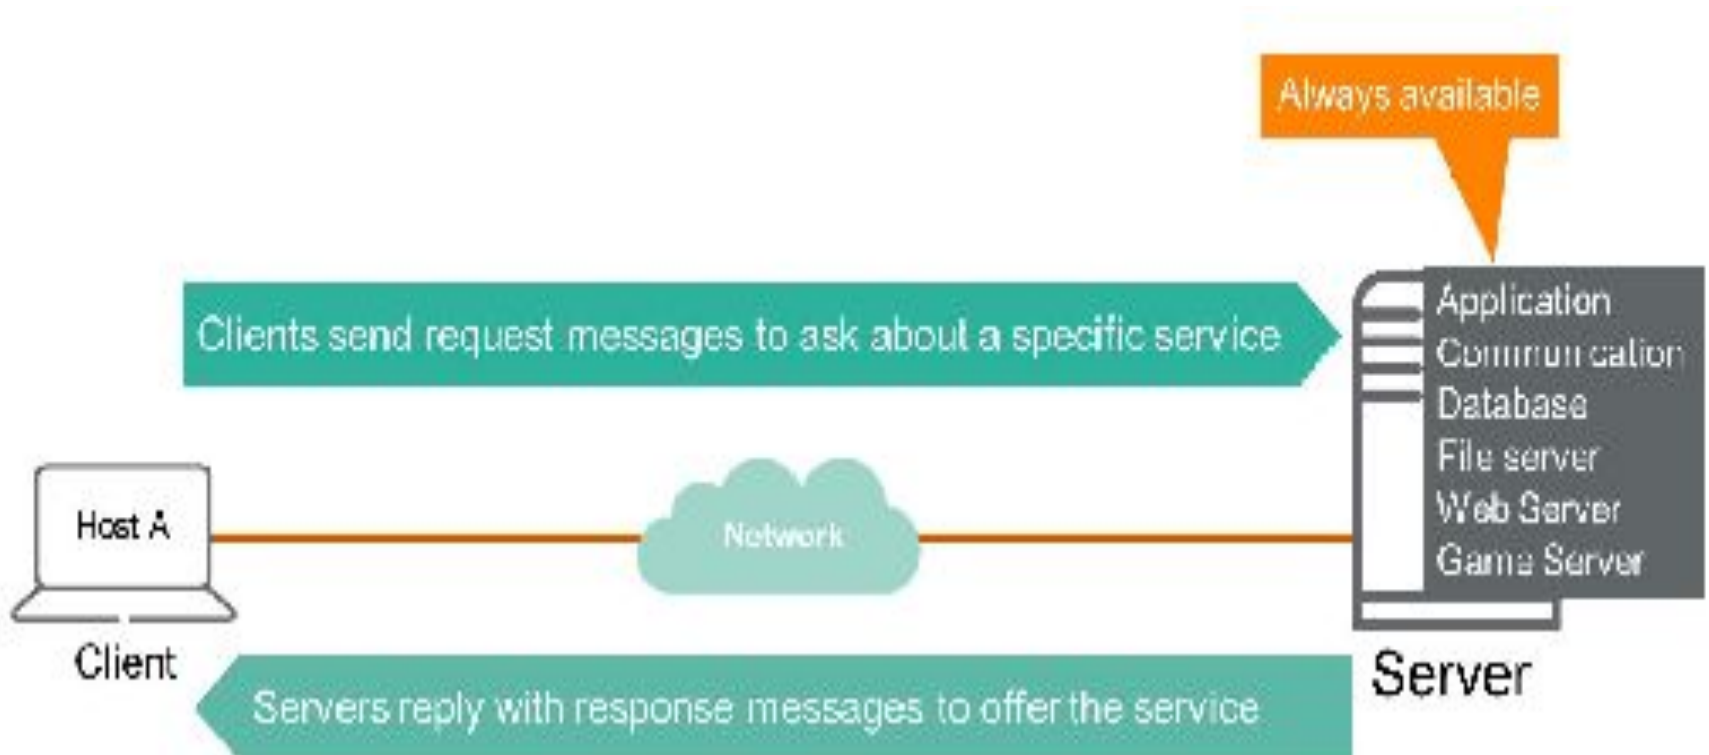 Always available
Clients send request messages to ask about a specific service
Application
Communication
Database
File server
Web Server
Game Server
Host A
Network
Client
Server
Servers reply with response messages to offer the service